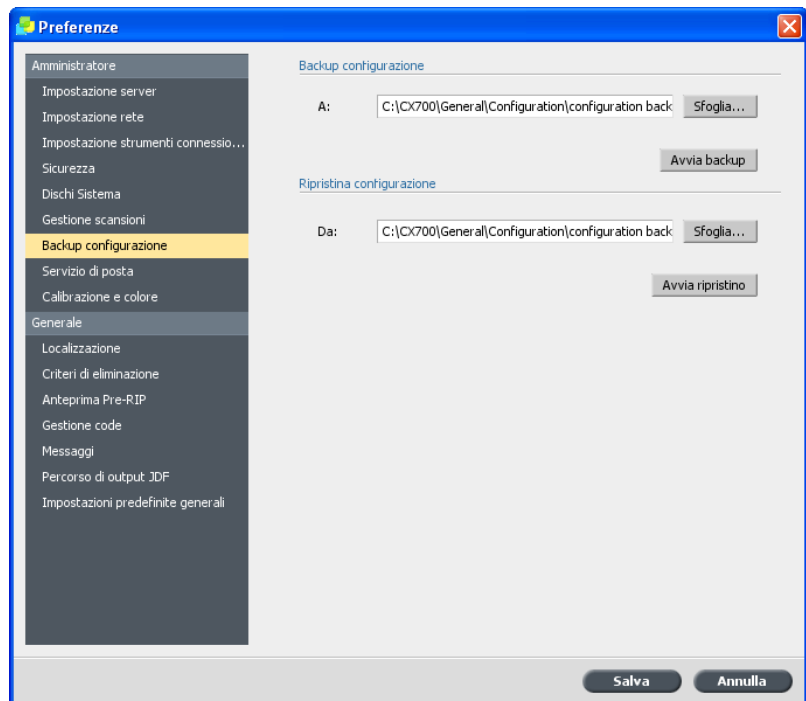 Preferenze
Amministratore
Impostazione server
Impostazione rete
Impostazione strumenti connessio...
Sicurezza
Dischi Sistema
Gestione scansioni
Backup configurazione
Servizio di posta
Calibrazione e colore
Generale
Localizzazione
Criteri di eliminazione
Anteprima Pre-RIP
Gestione code
Messaggi
Percorso di output JDF
Impostazioni predefinite generali
Backup configurazione
A: C:\CX700\General\Configuration\configuration back Sfoglia...
Avvia backup
Ripristina configurazione
Da: C:\CX700\General\Configuration\configuration back Sfoglia...
Avvia ripristino
Salva Annulla